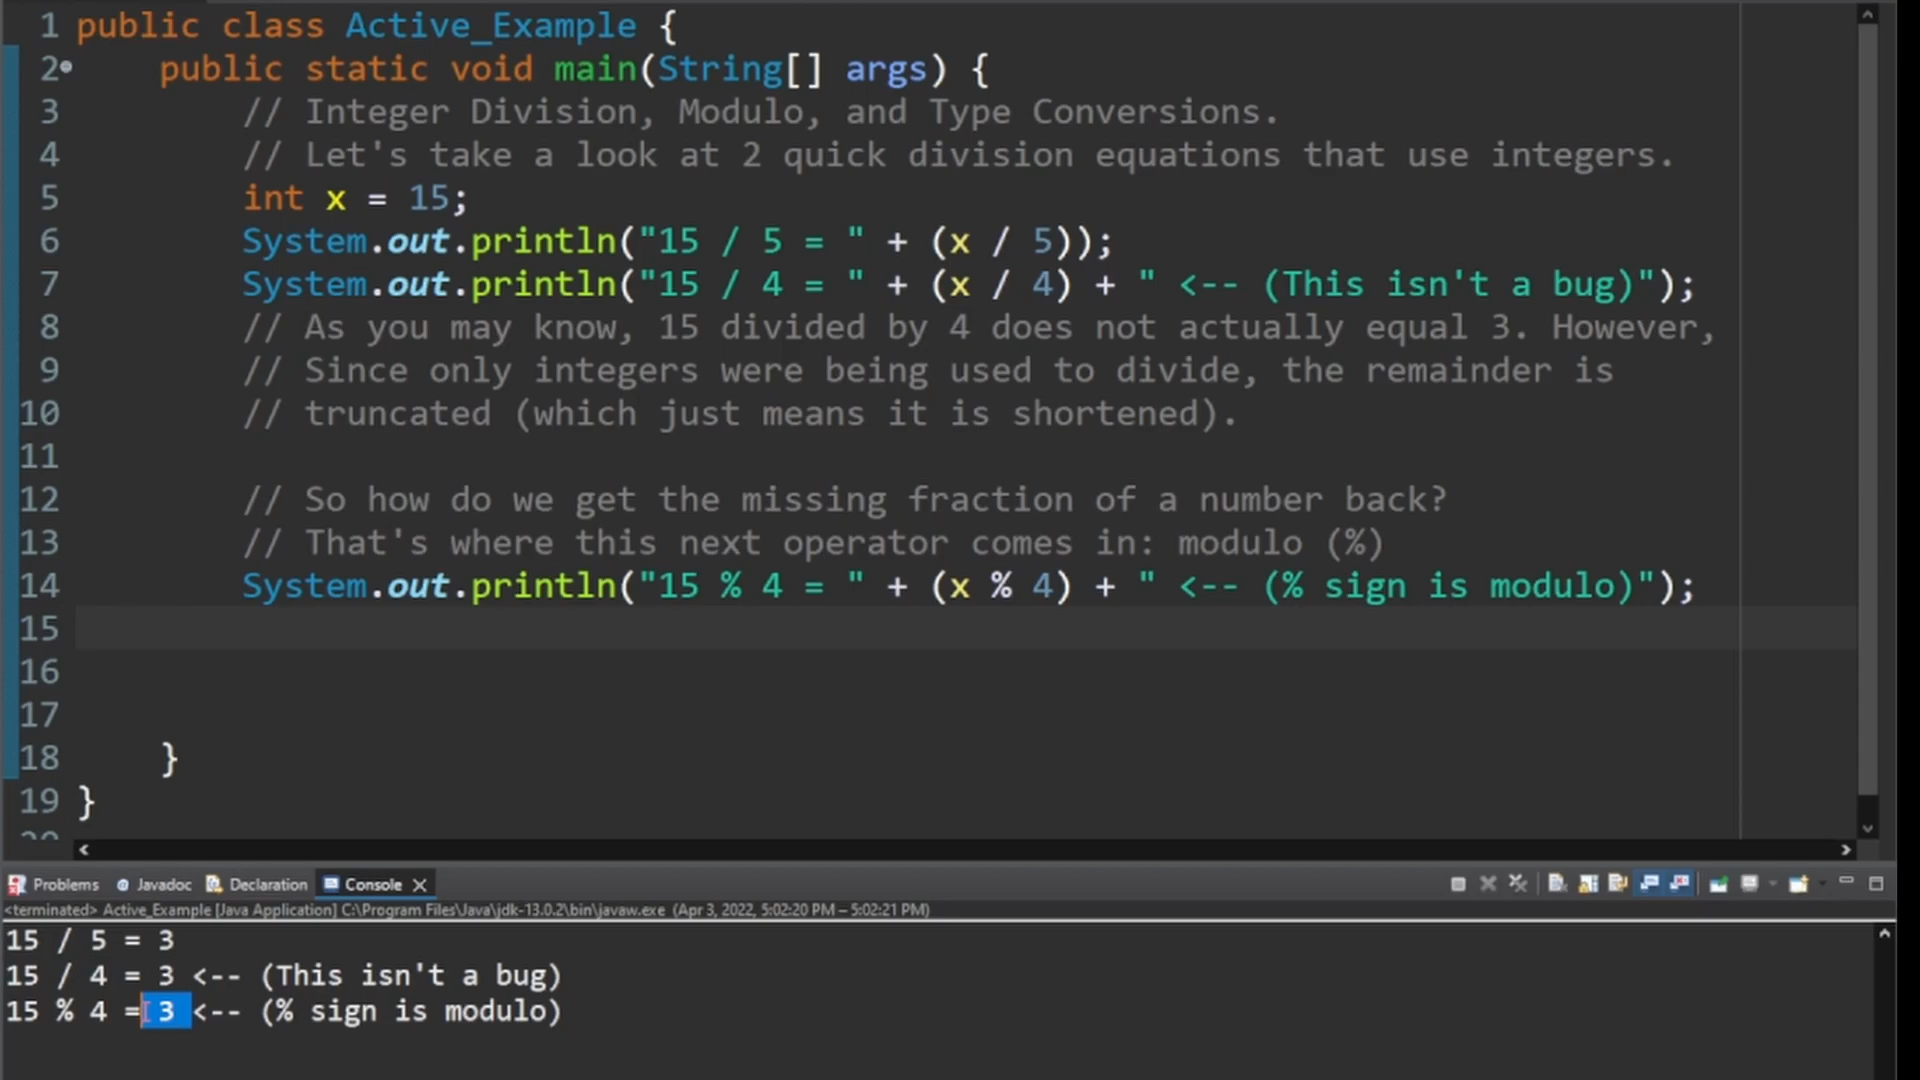 1 public class Active_Example {
2 public static void main(String[] args) {
3 // Integer Division, Modulo, and Type Conversions.
4 // Let's take a look at 2 quick division equations that use integers.
5 int x = 15;
6 System.out.println("15 / 5 = " + (x / 5));
7 System.out.println("15 / 4 = " + (x / 4) + " <-- (This isn't a bug)");
8 // As you may know, 15 divided by 4 does not actually equal 3. However,
9 // Since only integers were being used to divide, the remainder is
10 // truncated (which just means it is shortened).
11
12 // So how do we get the missing fraction of a number back?
13 // That's where this next operator comes in: modulo (%)
14 System.out.println("15 % 4 = " + (x % 4) + " <-- (% sign is modulo)");
15
16
17
18 }
19 }
Problems Javadoc Declaration Console
<terminated> Active_Example [Java Application] C:\Program Files\Java\jdk-13.0.2\bin\javaw.exe (Apr 3, 2022, 5:02:20 PM – 5:02:21 PM)
15 / 5 = 3
15 / 4 = 3 <-- (This isn't a bug)
15 % 4 = 3 <-- (% sign is modulo)